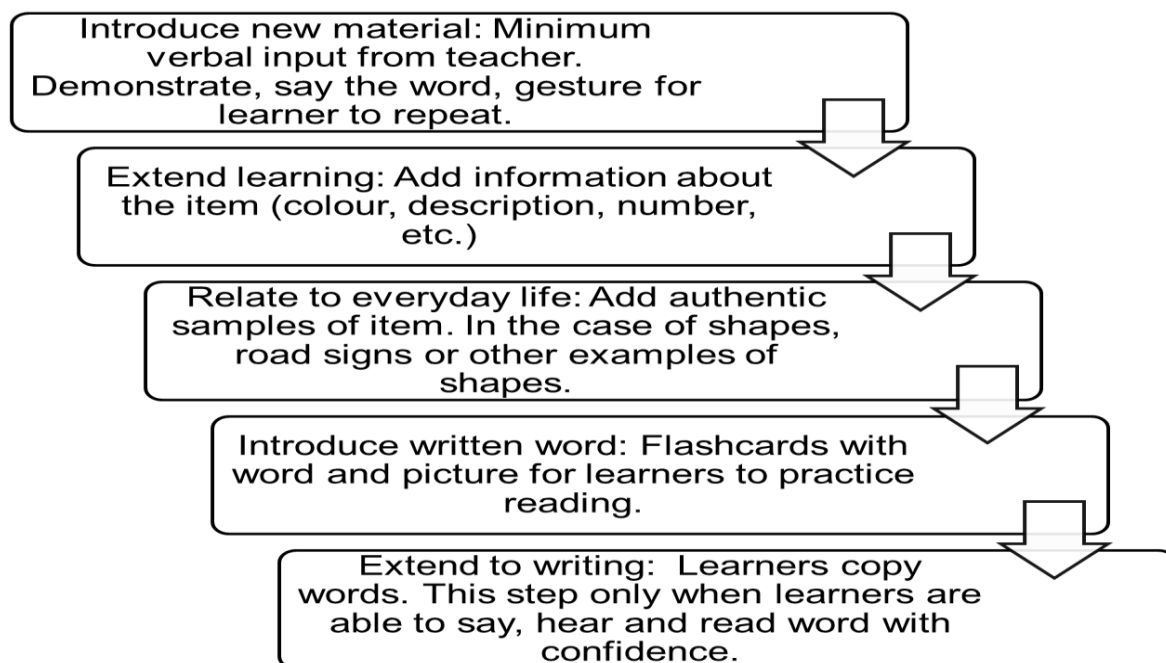 Introduce new material: Minimum
verbal input from teacher.
Demonstrate, say the word, gesture for
learner to repeat.
Extend learning: Add information about
the item (colour, description, number,
etc.)
Relate to everyday life: Add authentic
samples of item. In the case of shapes,
road signs or other examples of
shapes.
Introduce written word: Flashcards with
word and picture for learners to practice
reading.
Extend to writing:  Learners copy
words. This step only when learners are
able to say, hear and read word with
confidence.